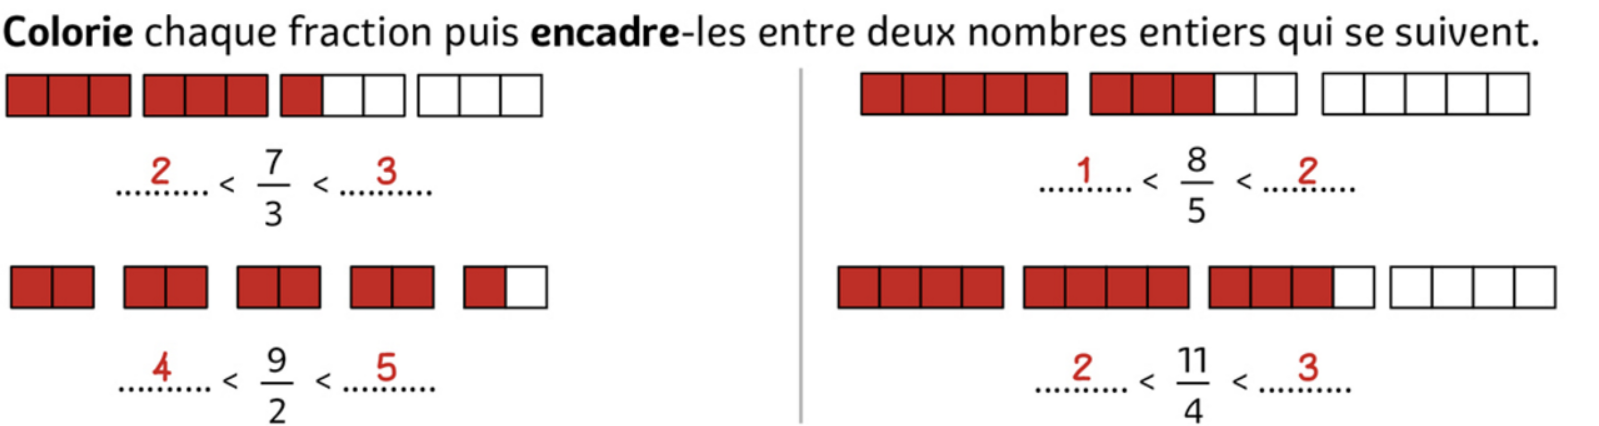 Colorie chaque fraction puis encadre-les entre deux nombres entiers qui se suivent.
....2.... < 7/3 < ....3....
....1.... < 8/5 < ....2....
....4.... < 9/2 < ....5....
....2.... < 11/4 < ....3....